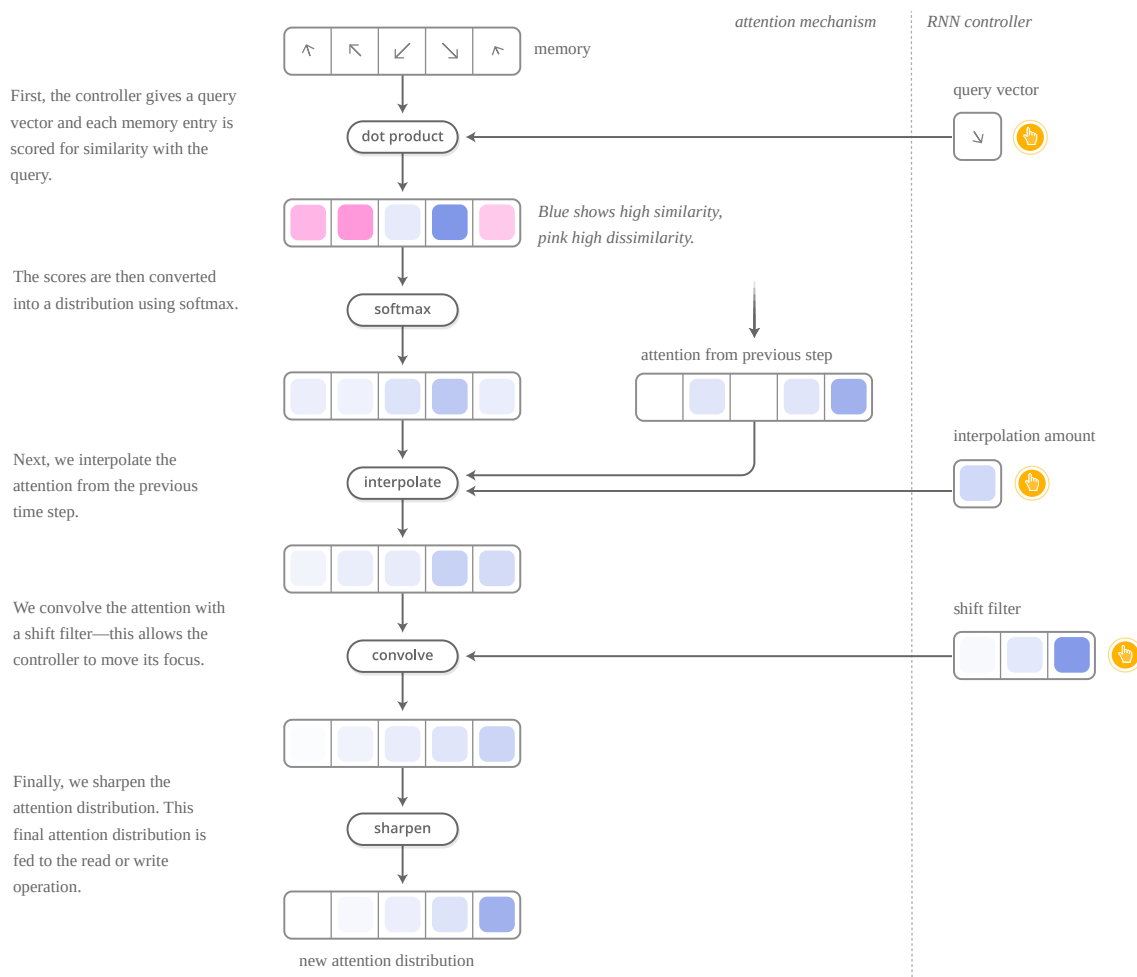 attention mechanism
RNN controller
memory
First, the controller gives a query
vector and each memory entry is
scored for similarity with the
query.
query vector
dot product
Blue shows high similarity,
pink high dissimilarity.
The scores are then converted
into a distribution using softmax.
softmax
attention from previous step
interpolation amount
Next, we interpolate the
attention from the previous
time step.
interpolate
We convolve the attention with
a shift filter—this allows the
controller to move its focus.
shift filter
convolve
Finally, we sharpen the
attention distribution. This
final attention distribution is
fed to the read or write
operation.
sharpen
new attention distribution